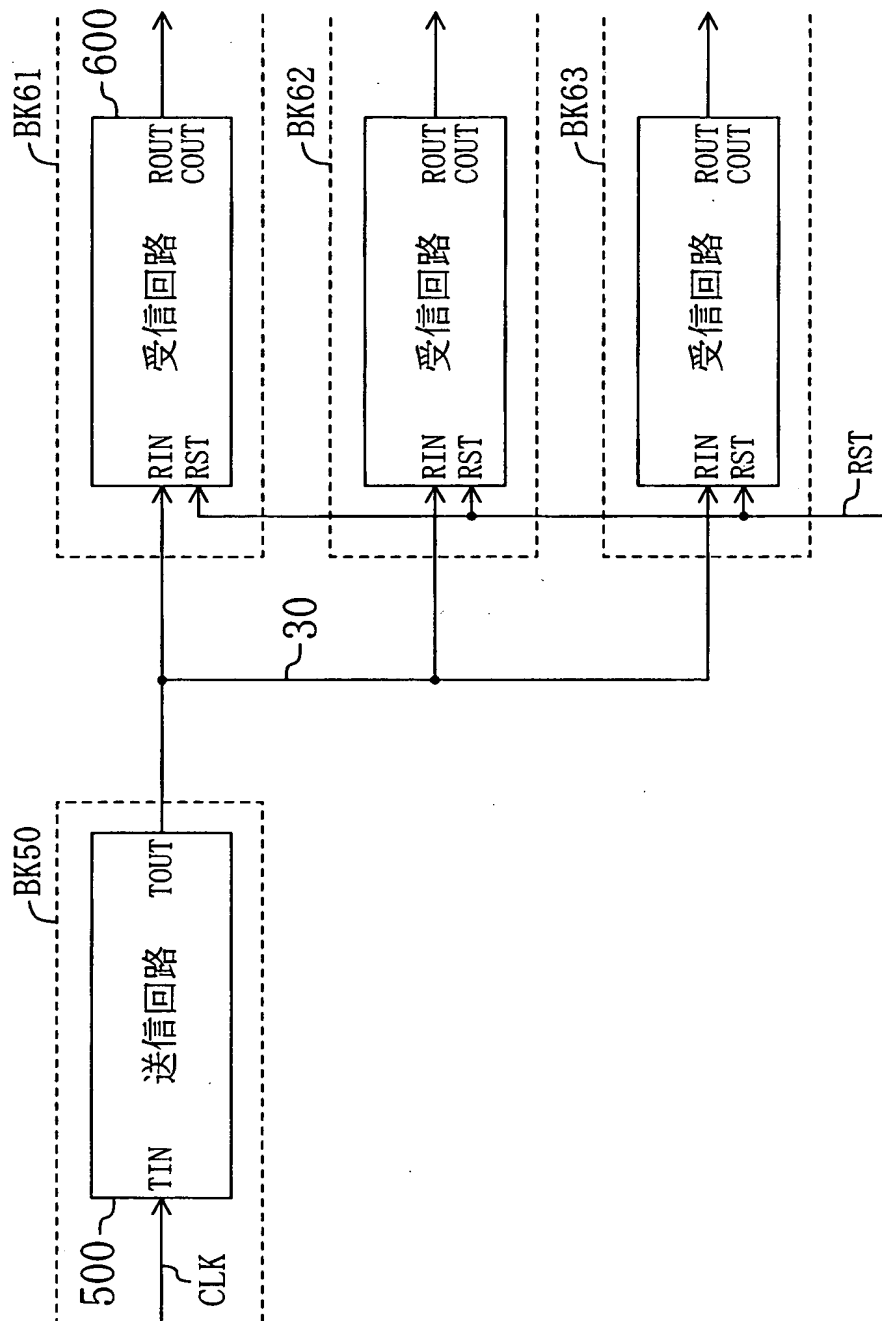 BK50
500
TIN
送信回路
TOUT
CLK
30
BK61
600
RIN
RST
受信回路
ROUT
COUT
BK62
RIN
RST
受信回路
ROUT
COUT
BK63
RIN
RST
受信回路
ROUT
COUT
RST